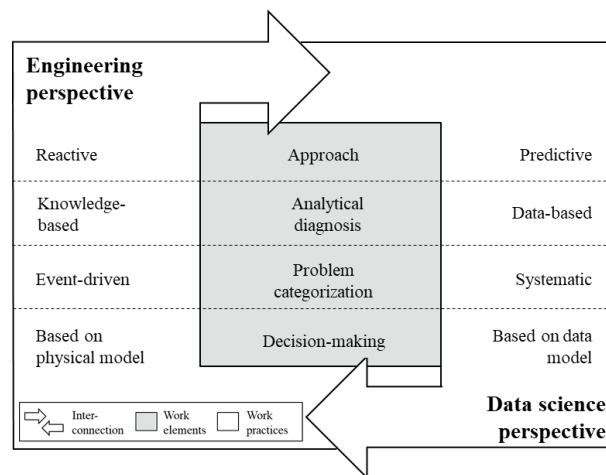 Engineering
perspective
Reactive
Approach
Predictive
Knowledge-
based
Analytical
diagnosis
Data-based
Event-driven
Problem
categorization
Systematic
Based on
physical model
Decision-making
Based on data
model
Inter-
connection
Work
elements
Work
practices
Data science
perspective